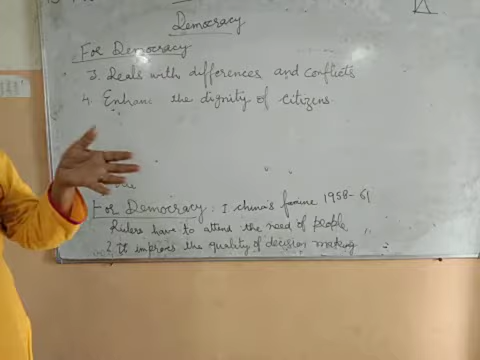 Democracy
For Democracy
3. Deals with differences and conflicts
4. Enhanc the dignity of citizens
For Democracy: 1 china's famine 1958-61
Rulers have to attend the need of people
2. It improves the quality of decision making